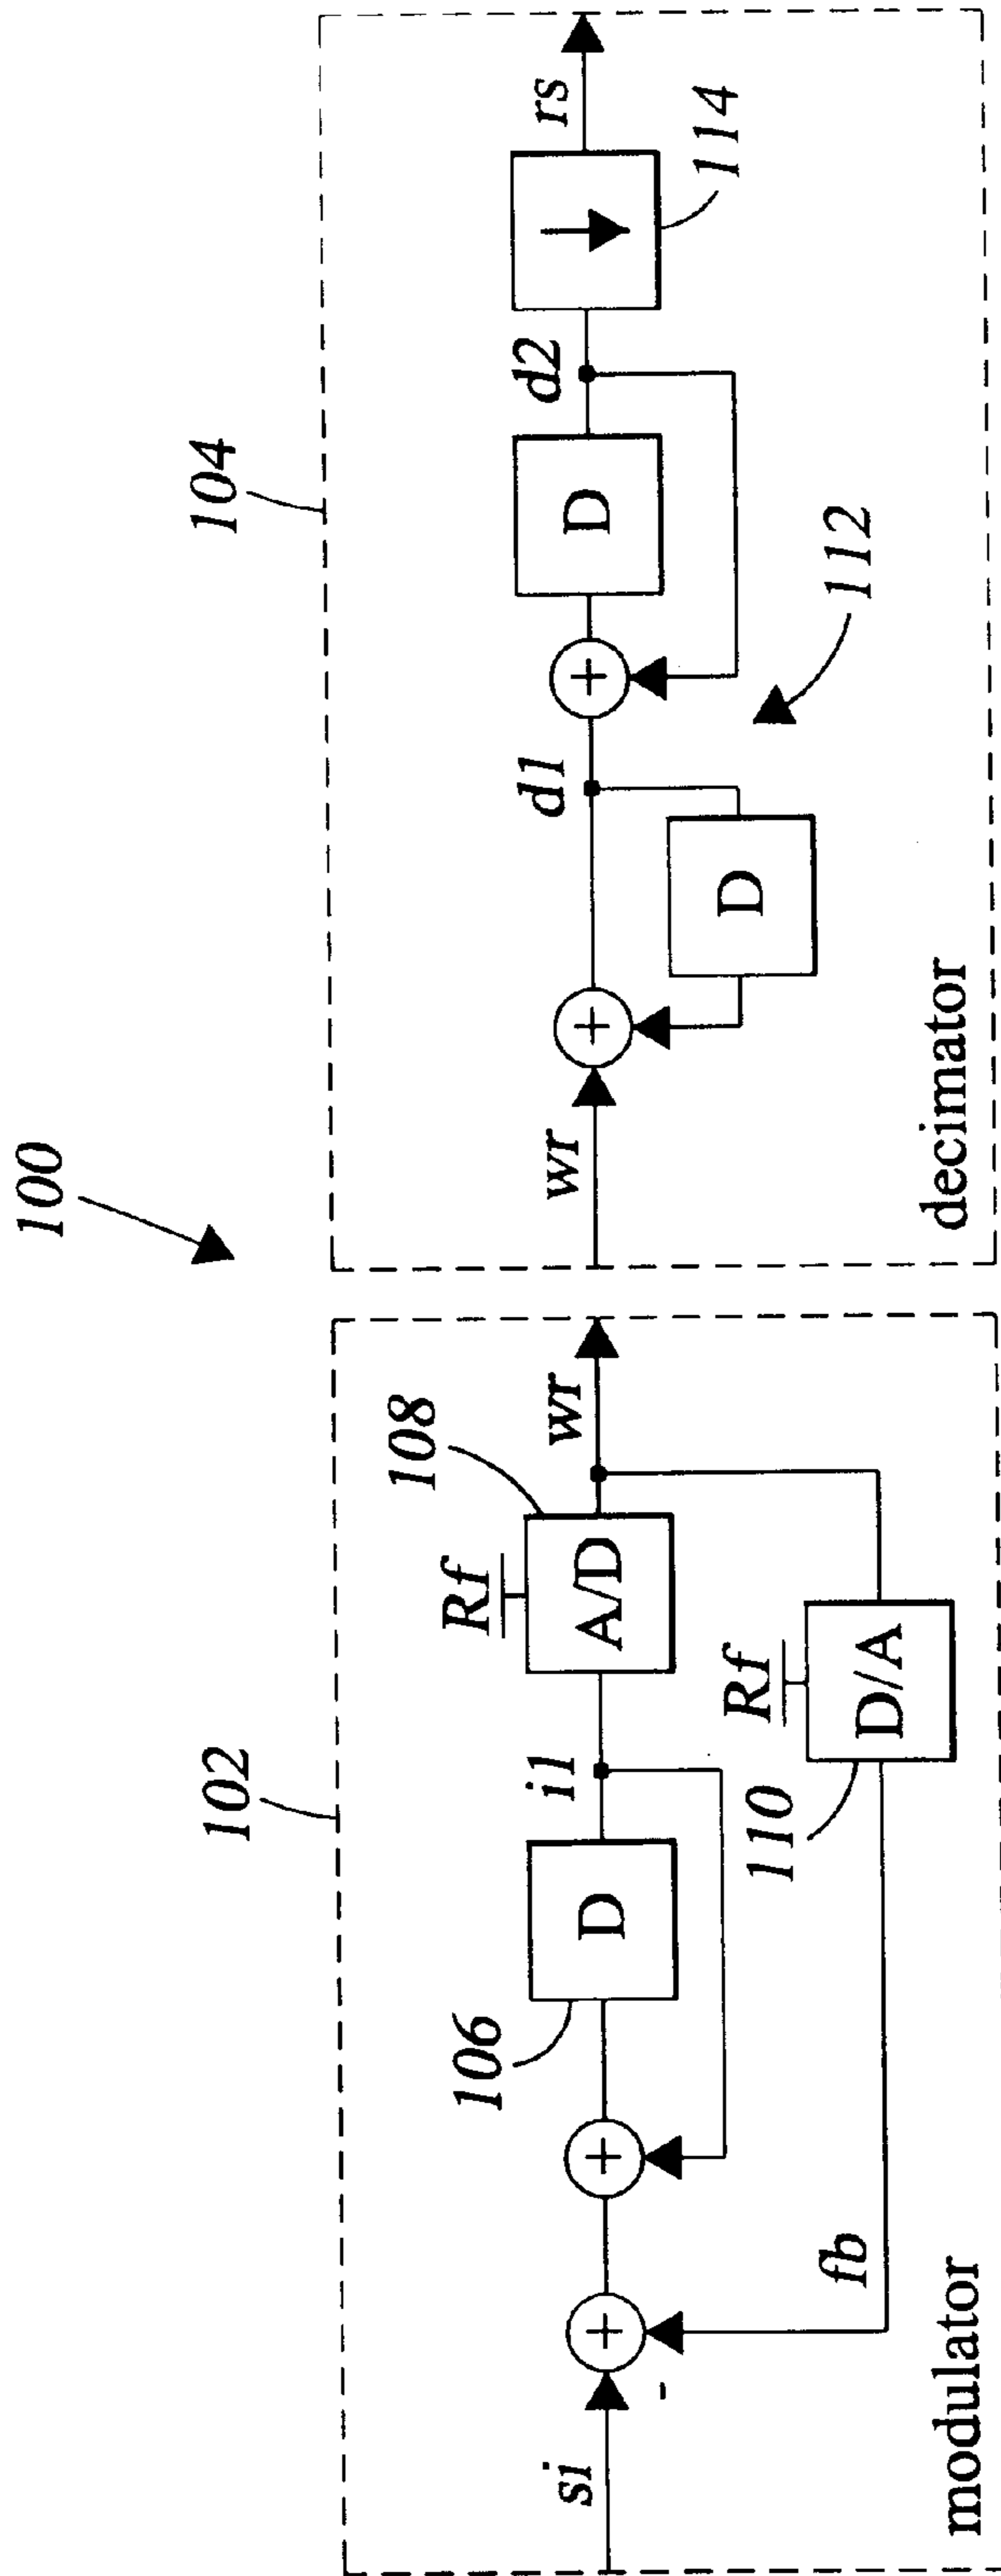 100
102
104
si
-
+
+
106
D
i1
Rf
A/D
108
wr
fb
110
Rf
D/A
modulator
wr
+
d1
D
+
D
d2
112
114
rs
decimator